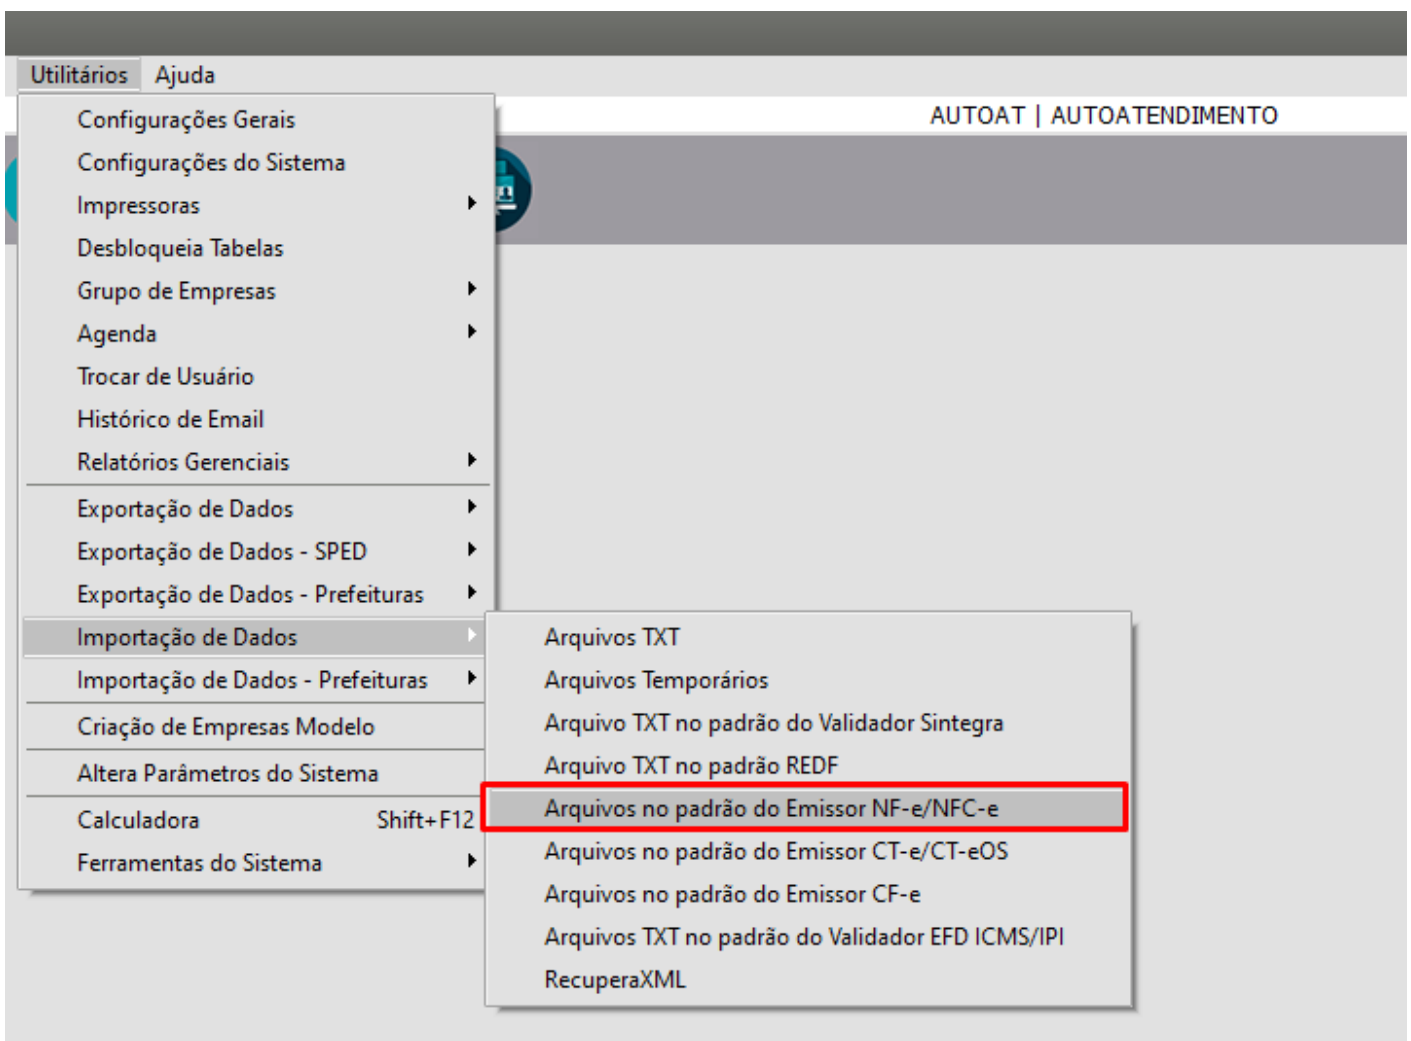 Utilitários Ajuda
AUTOAT | AUTOATENDIMENTO
Configurações Gerais
Configurações do Sistema
Impressoras
Desbloqueia Tabelas
Grupo de Empresas
Agenda
Trocar de Usuário
Histórico de Email
Relatórios Gerenciais
Exportação de Dados
Exportação de Dados - SPED
Exportação de Dados - Prefeituras
Importação de Dados
Importação de Dados - Prefeituras
Criação de Empresas Modelo
Altera Parâmetros do Sistema
Calculadora Shift+F12
Ferramentas do Sistema
Arquivos TXT
Arquivos Temporários
Arquivo TXT no padrão do Validador Sintegra
Arquivo TXT no padrão REDF
Arquivos no padrão do Emissor NF-e/NFC-e
Arquivos no padrão do Emissor CT-e/CT-eOS
Arquivos no padrão do Emissor CF-e
Arquivos TXT no padrão do Validador EFD ICMS/IPI
RecuperaXML